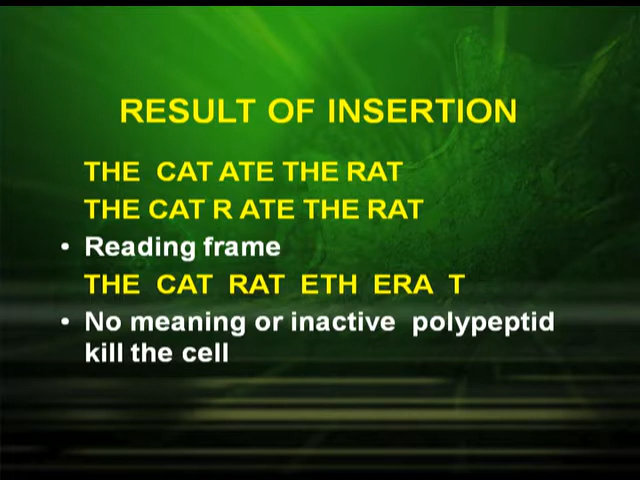 RESULT OF INSERTION
THE CAT ATE THE RAT
THE CAT R ATE THE RAT
• Reading frame
THE CAT RAT ETH ERA T
• No meaning or inactive polypeptid
kill the cell